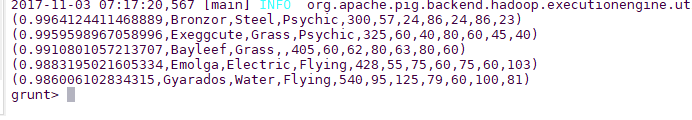 2017-11-03 07:17:20,567 [main] INFO  org.apache.pig.backend.hadoop.executionengine.ut
(0.9964124411468889,Bronzor,Steel,Psychic,300,57,24,86,24,86,23)
(0.9959598967058996,Exeggcute,Grass,Psychic,325,60,40,80,60,45,40)
(0.9910801057213707,Bayleef,Grass,,405,60,62,80,63,80,60)
(0.9883195021605334,Emolga,Electric,Flying,428,55,75,60,75,60,103)
(0.986006102834315,Gyarados,Water,Flying,540,95,125,79,60,100,81)
grunt>